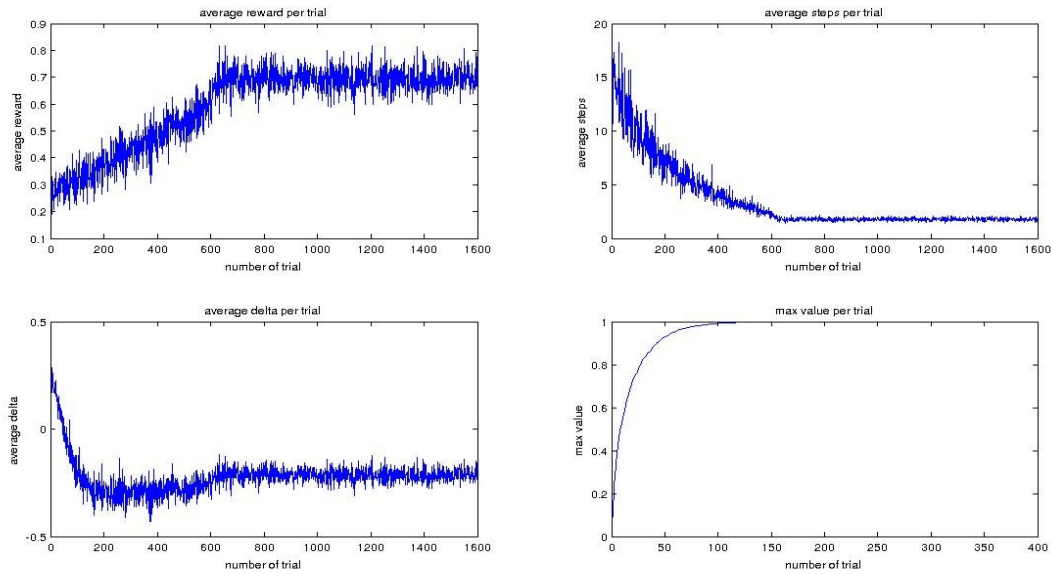 average reward per trial
0.9
0.8
0.7
0.6
0.5
0.4
0.3
0.2
0.1
average reward
0 200 400 600 800 1000 1200 1400 1600
number of trial
average steps per trial
20
15
10
5
0
average steps
0 200 400 600 800 1000 1200 1400 1600
number of trial
average delta per trial
0.5
0
-0.5
average delta
0 200 400 600 800 1000 1200 1400 1600
number of trial
max value per trial
1
0.8
0.6
0.4
0.2
0
max value
0 50 100 150 200 250 300 350 400
number of trial